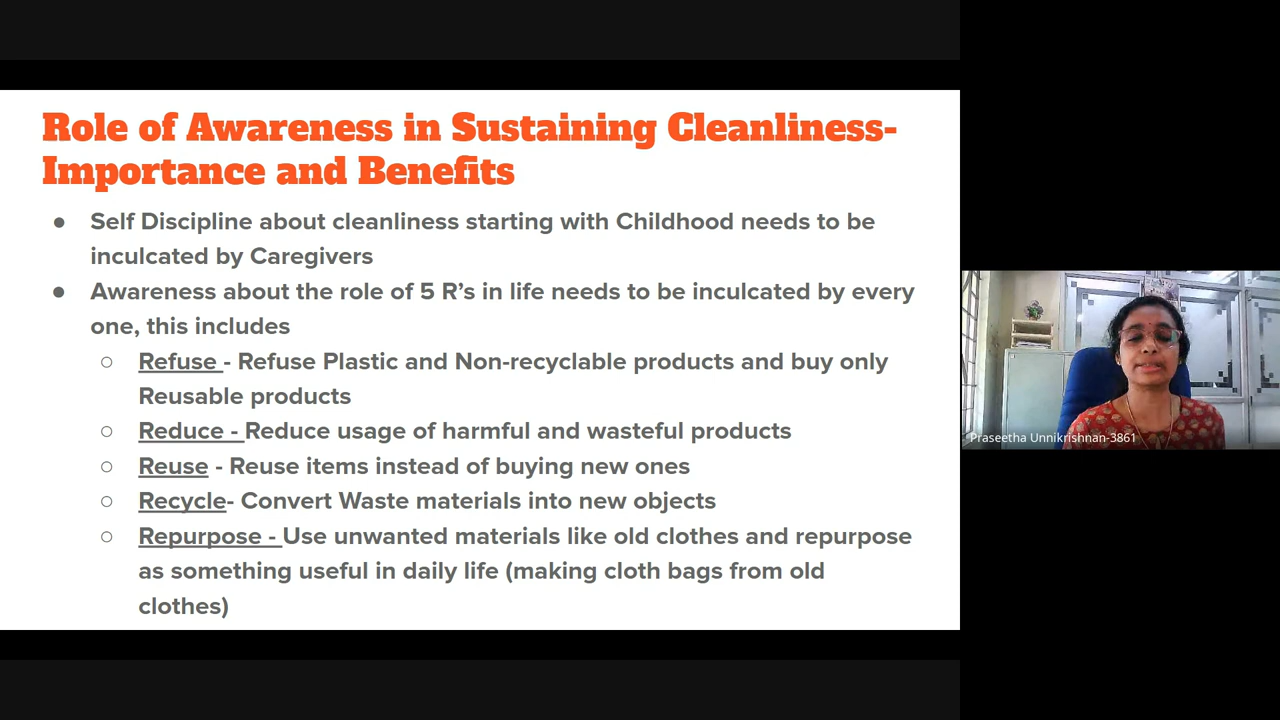 Role of Awareness in Sustaining Cleanliness-
Importance and Benefits
● Self Discipline about cleanliness starting with Childhood needs to be
inculcated by Caregivers
● Awareness about the role of 5 R’s in life needs to be inculcated by every
one, this includes
○ Refuse - Refuse Plastic and Non-recyclable products and buy only
Reusable products
○ Reduce - Reduce usage of harmful and wasteful products
○ Reuse - Reuse items instead of buying new ones
○ Recycle- Convert Waste materials into new objects
○ Repurpose - Use unwanted materials like old clothes and repurpose
as something useful in daily life (making cloth bags from old
clothes)
Praseetha Unnikrishnan-3861